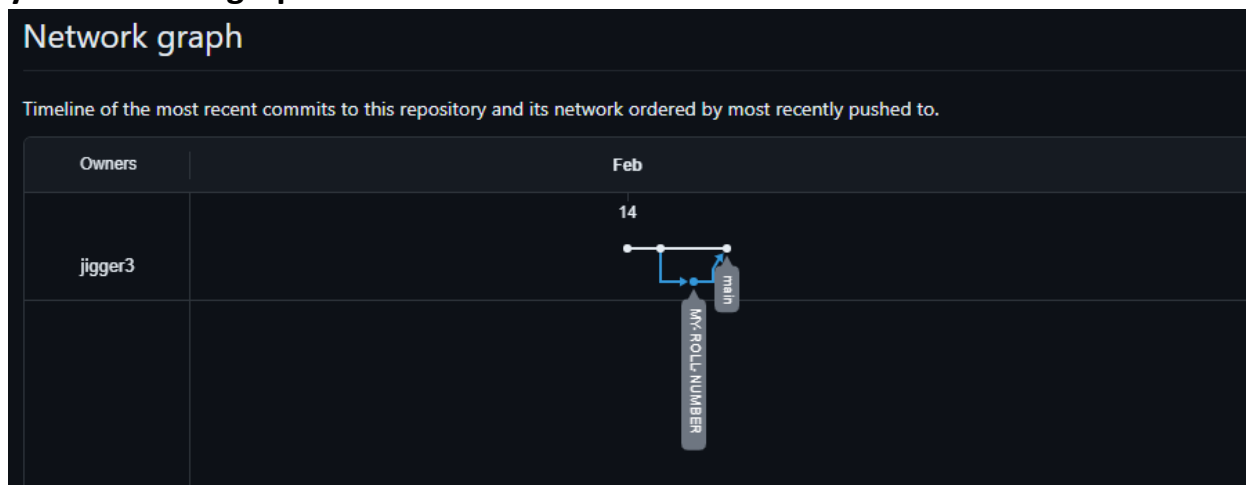 Network graph
Timeline of the most recent commits to this repository and its network ordered by most recently pushed to.
Owners
Feb
14
jigger3
main
MY-ROLL-NUMBER